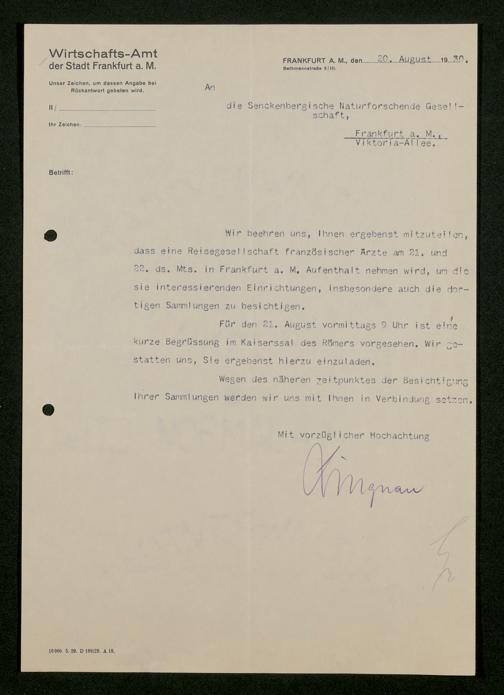 Wirtschafts-Amt
der Stadt Frankfurt a. M.
Unser Zeichen, um dessen Angabe bei
Rückantwort gebeten wird.
II/
Ihr Zeichen:
Betrifft:
FRANKFURT A. M., den 20. August 1930.
Bethmannstraße 3/III.
An
die Senckenbergische Naturforschende Gesell-
schaft,
Frankfurt a. M.,
Viktoria-Allee.
Wir beehren uns, Ihnen ergebenst mitzuteilen,
dass eine Reisegesellschaft französischer Ärzte am 21. und
22. ds. Mts. in Frankfurt a. M. Aufenthalt nehmen wird, um die
sie interessierenden Einrichtungen, insbesondere auch die dor-
tigen Sammlungen zu besichtigen.
Für den 21. August vormittags 9 Uhr ist eine
kurze Begrüssung im Kaiserssal des Römers vorgesehen. Wir ge-
statten uns, Sie ergebenst hierzu einzuladen.
Wegen des näheren zeitpunktes der Besichtigung
Ihrer Sammlungen werden wir uns mit Ihnen in Verbindung setzen.
Mit vorzüglicher Hochachtung